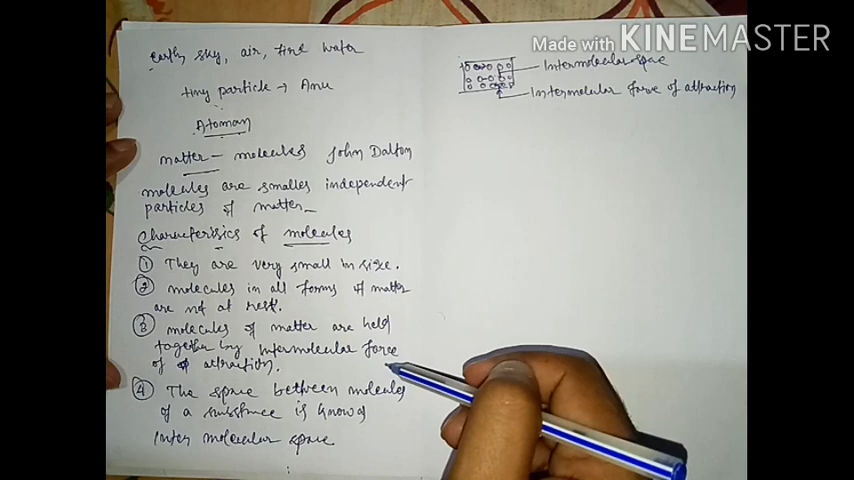 earth, sky, air, fire water
tiny particle → Anu
Atoman
matter - molecules John Dalton
molecules are smalles independent
particles of matter -
Characterisics of molecules
① They are very small in size.
② molecules in all forms of matter
are not at rest.
③ molecules of matter are held
together by intermolecular force
of attraction.
④ The space between molecules
of a substance is known as
Inter molecular space
Intermolecular space
Intermolecular force of attraction
Made with KINEMASTER